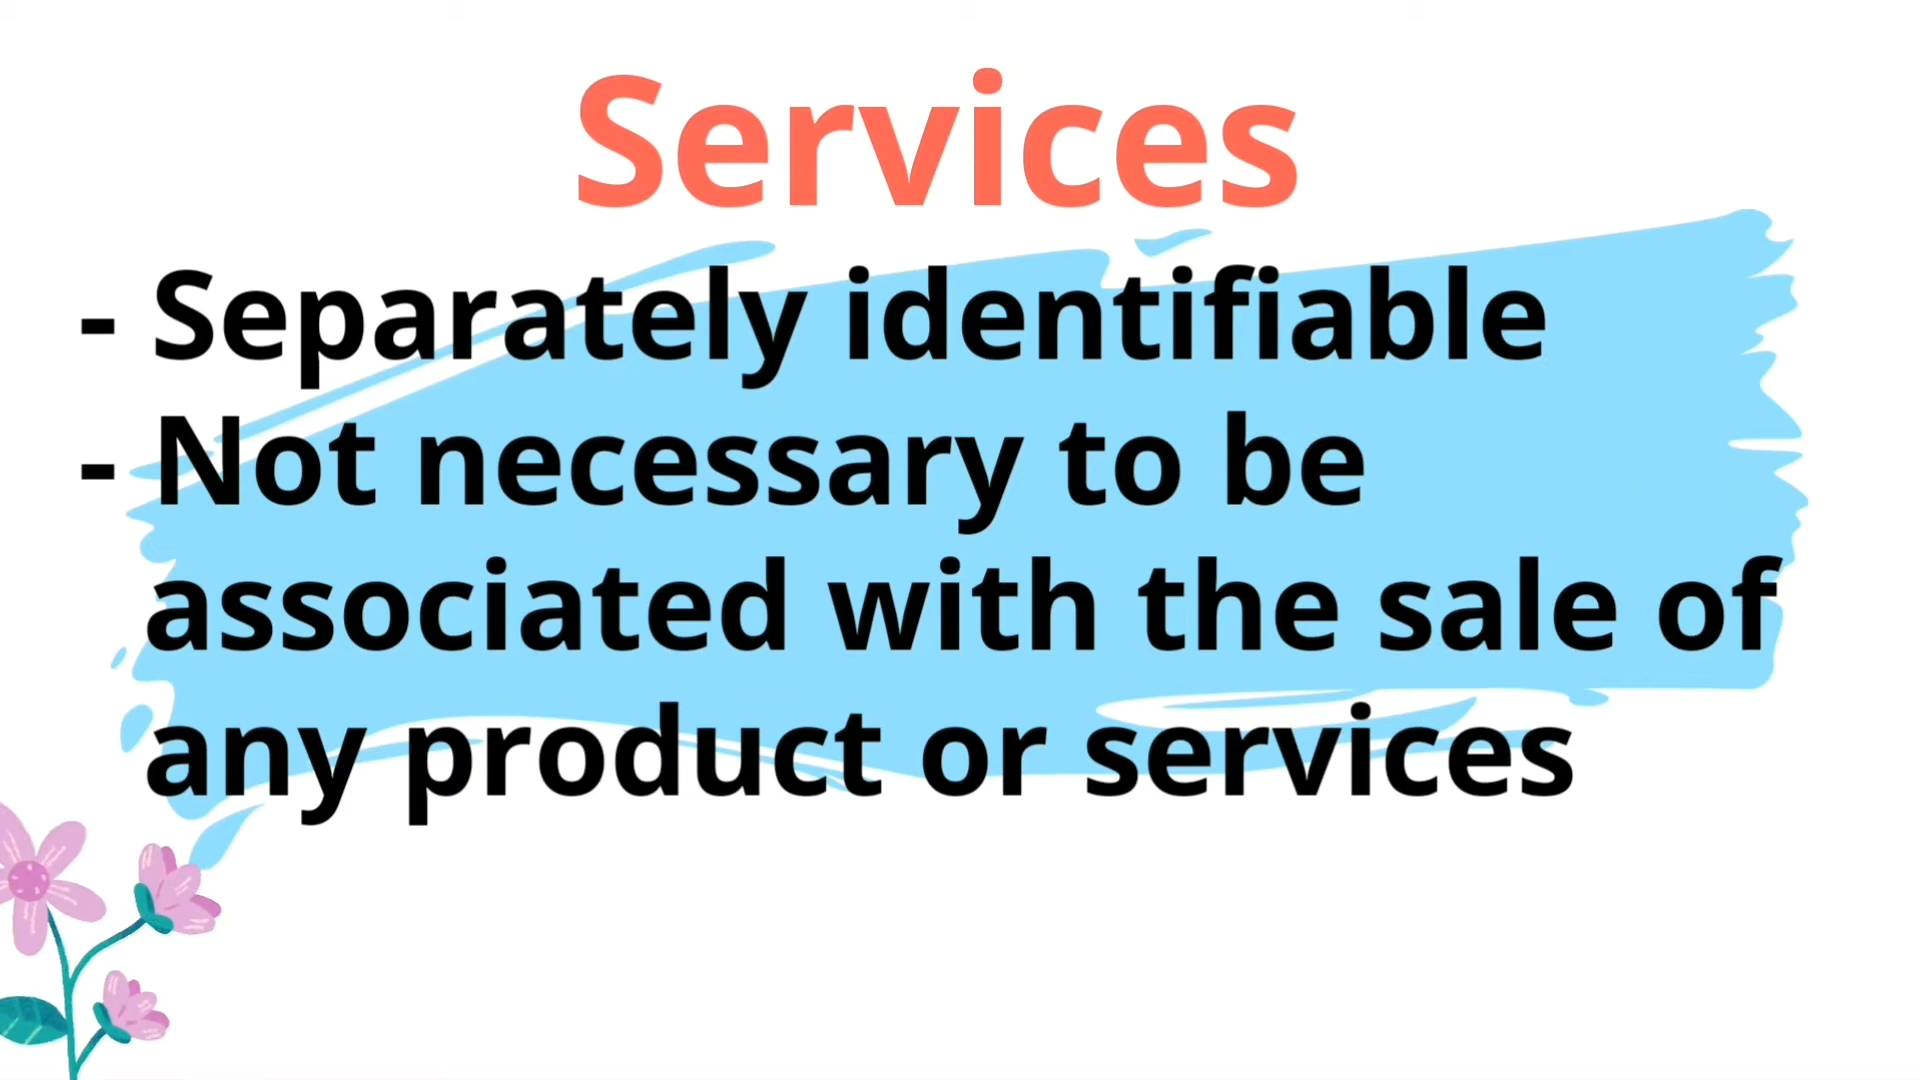 Services
- Separately identifiable
- Not necessary to be
associated with the sale of
any product or services